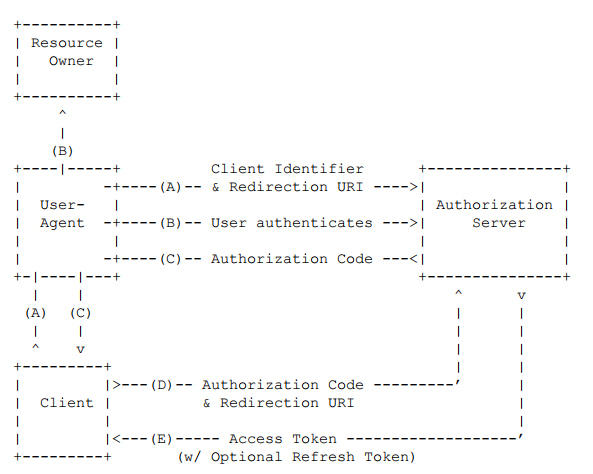 +----------+
| Resource |
|   Owner  |
|          |
+----------+
     ^
     |
    (B)
+----|-----+          Client Identifier      +---------------+
|         -+----(A)-- & Redirection URI ---->|               |
|  User-   |                                 | Authorization |
|  Agent  -+----(B)-- User authenticates --->|     Server    |
|          |                                 |               |
|         -+----(C)-- Authorization Code ---<|               |
+-|----|---+                                 +---------------+
  |    |                                         ^      v
 (A)  (C)                                        |      |
  |    |                                         |      |
  ^    v                                         |      |
+---------+                                      |      |
|         |>---(D)-- Authorization Code ---------'      |
|  Client |          & Redirection URI                  |
|         |                                             |
|         |<---(E)----- Access Token -------------------'
+---------+       (w/ Optional Refresh Token)